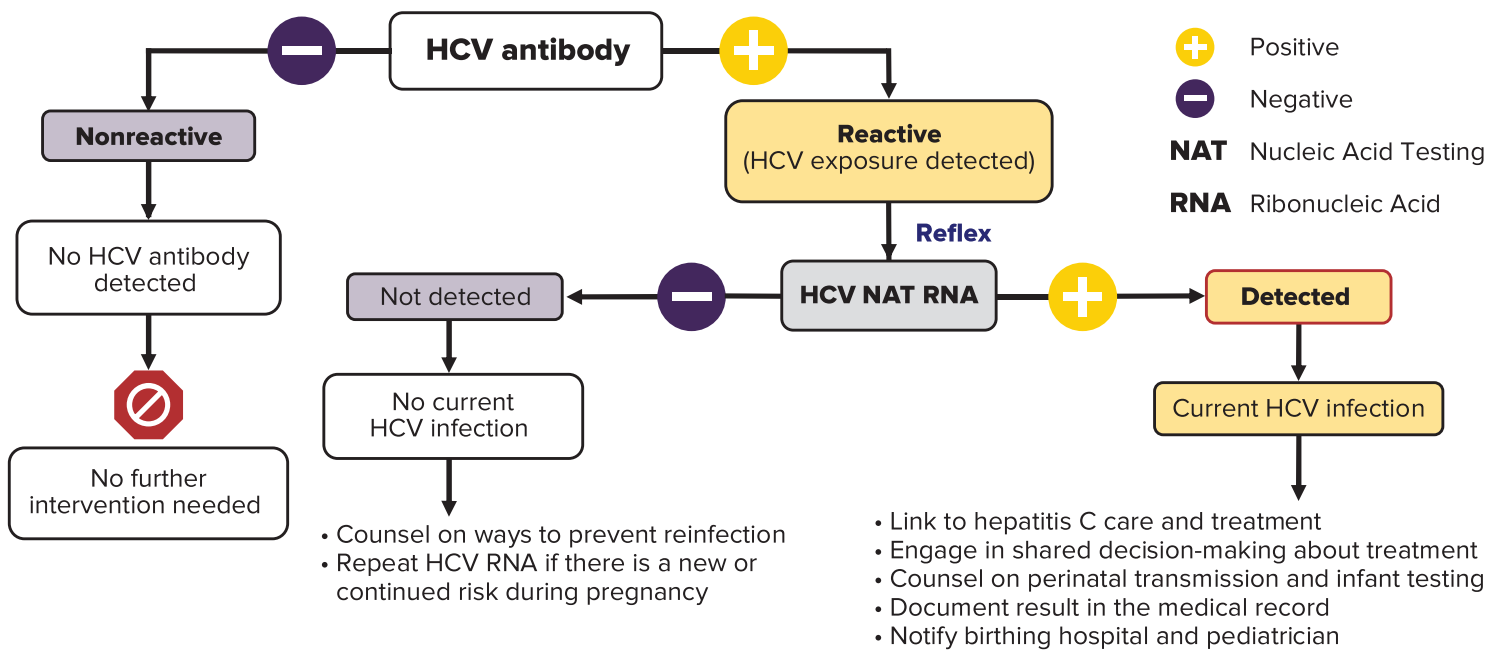 HCV antibody
Positive
Negative
NAT Nucleic Acid Testing
RNA Ribonucleic Acid
Nonreactive
No HCV antibody
detected
No further
intervention needed
Reactive
(HCV exposure detected)
Reflex
HCV NAT RNA
Not detected
No current
HCV infection
• Counsel on ways to prevent reinfection
• Repeat HCV RNA if there is a new or
continued risk during pregnancy
Detected
Current HCV infection
• Link to hepatitis C care and treatment
• Engage in shared decision-making about treatment
• Counsel on perinatal transmission and infant testing
• Document result in the medical record
• Notify birthing hospital and pediatrician